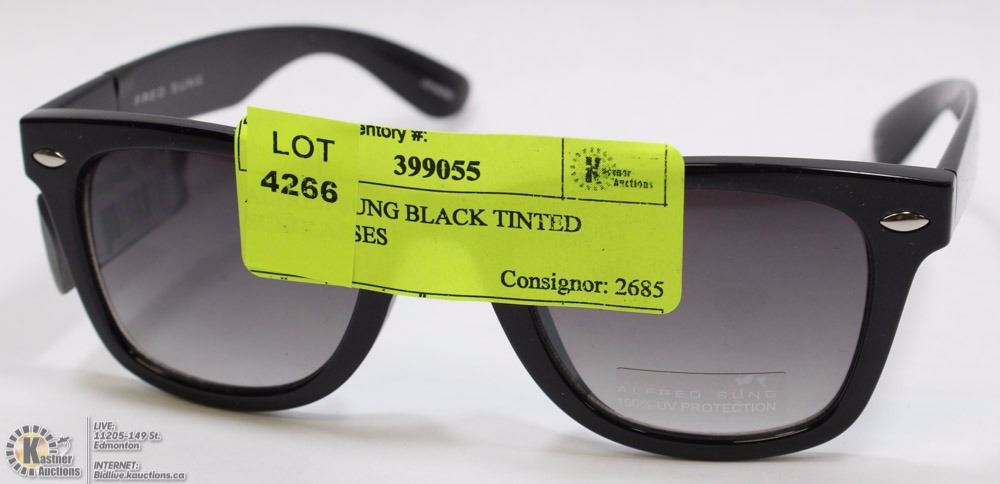 FRED SUNG
LOT
4266
entory #:
399055
Kastner
Auctions
UNG BLACK TINTED
SES
Consignor: 2685
ALFRED SUNG
100% UV PROTECTION
Kastner
Auctions
LIVE:
11205-149 St.
Edmonton
INTERNET:
Bidlive.kauctions.ca